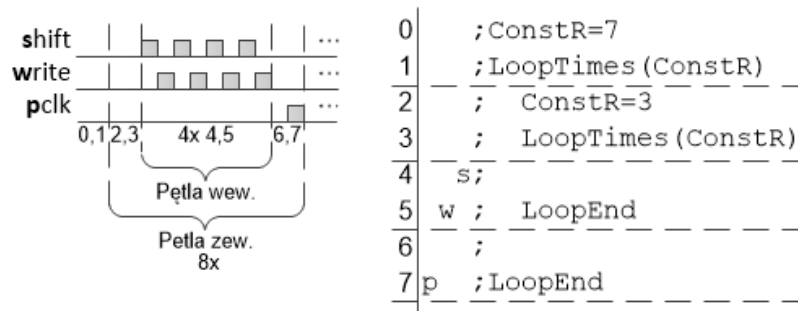 shift
write
pclk
...
...
...
0,1 2,3 4x 4,5 6,7
Pętla wew.
Petla zew.
8x
0 ;ConstR=7
1 ;LoopTimes(ConstR)
2 ; ConstR=3
3 ; LoopTimes(ConstR)
4 s;
5 w ; LoopEnd
6 ;
7 p ;LoopEnd